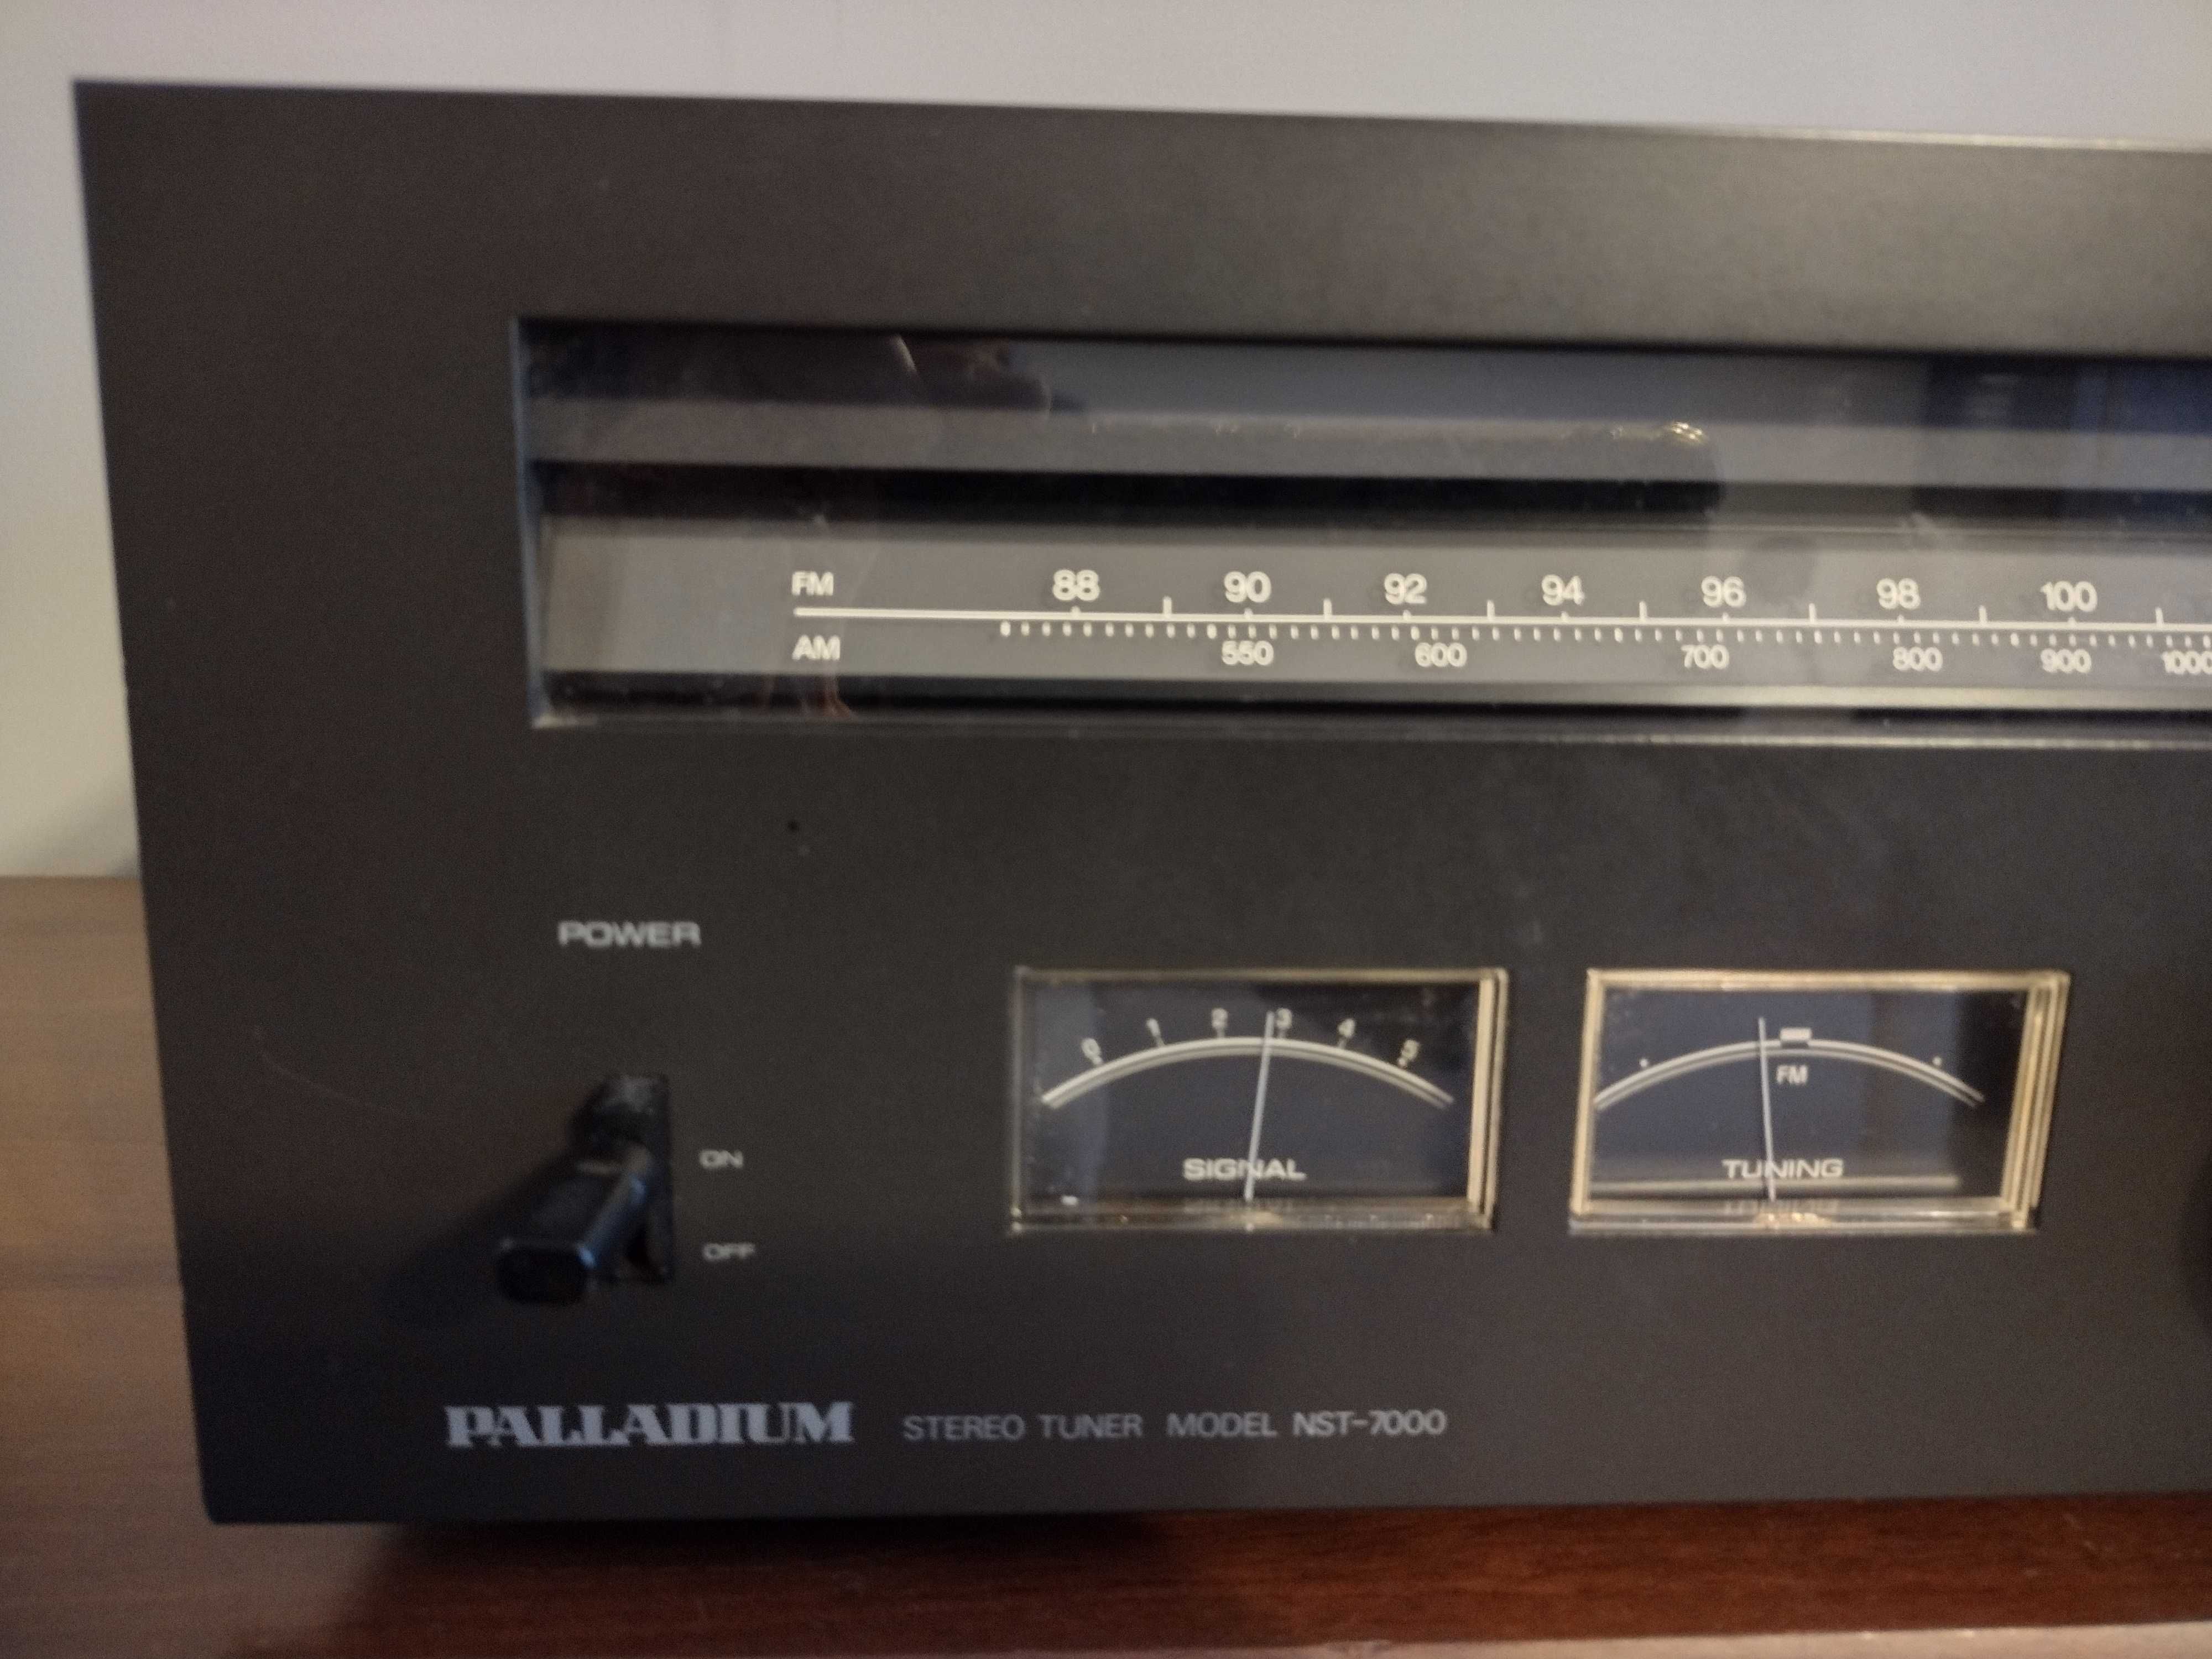 FM 88 90 92 94 96 98 100
AM 550 600 700 800 900 1000
POWER
ON
OFF
0 1 2 3 4 5
SIGNAL
FM
TUNING
PALLADIUM STEREO TUNER MODEL NST-7000